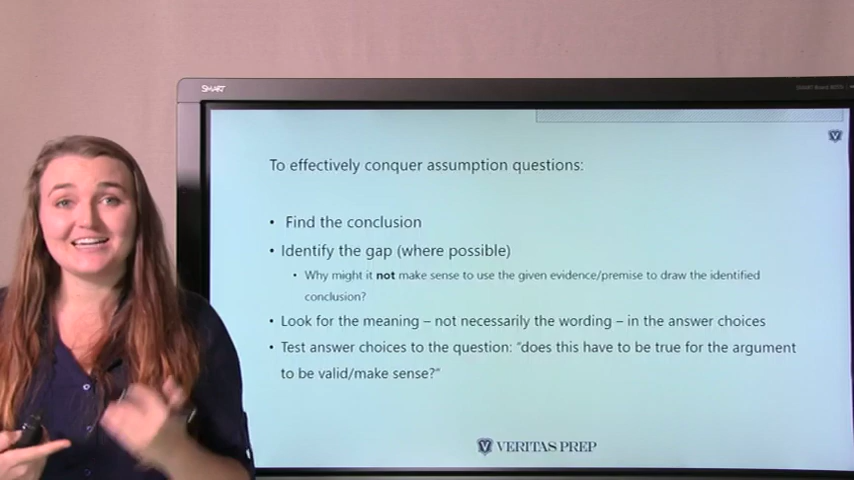 SMART
To effectively conquer assumption questions:
• Find the conclusion
• Identify the gap (where possible)
• Why might it not make sense to use the given evidence/premise to draw the identified
conclusion?
• Look for the meaning – not necessarily the wording – in the answer choices
• Test answer choices to the question: "does this have to be true for the argument
to be valid/make sense?"
VERITAS PREP